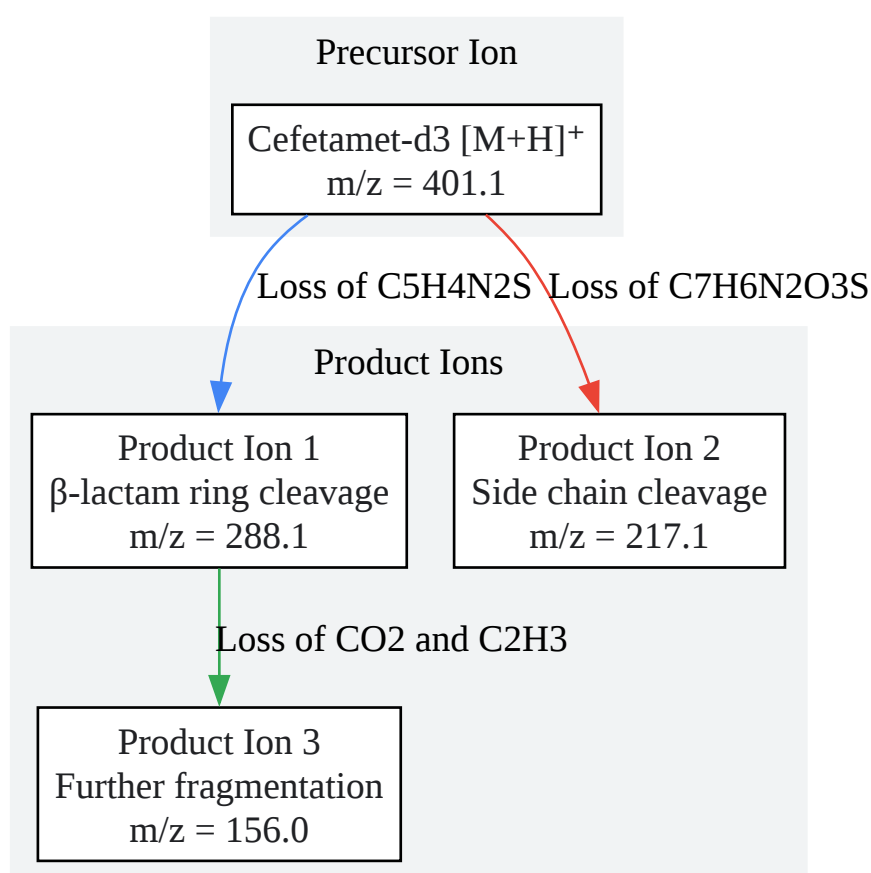 Precursor Ion
Cefetamet-d3 [M+H]⁺
m/z = 401.1
Loss of C5H4N2S
Loss of C7H6N2O3S
Product Ions
Product Ion 1
β-lactam ring cleavage
m/z = 288.1
Product Ion 2
Side chain cleavage
m/z = 217.1
Loss of CO2 and C2H3
Product Ion 3
Further fragmentation
m/z = 156.0